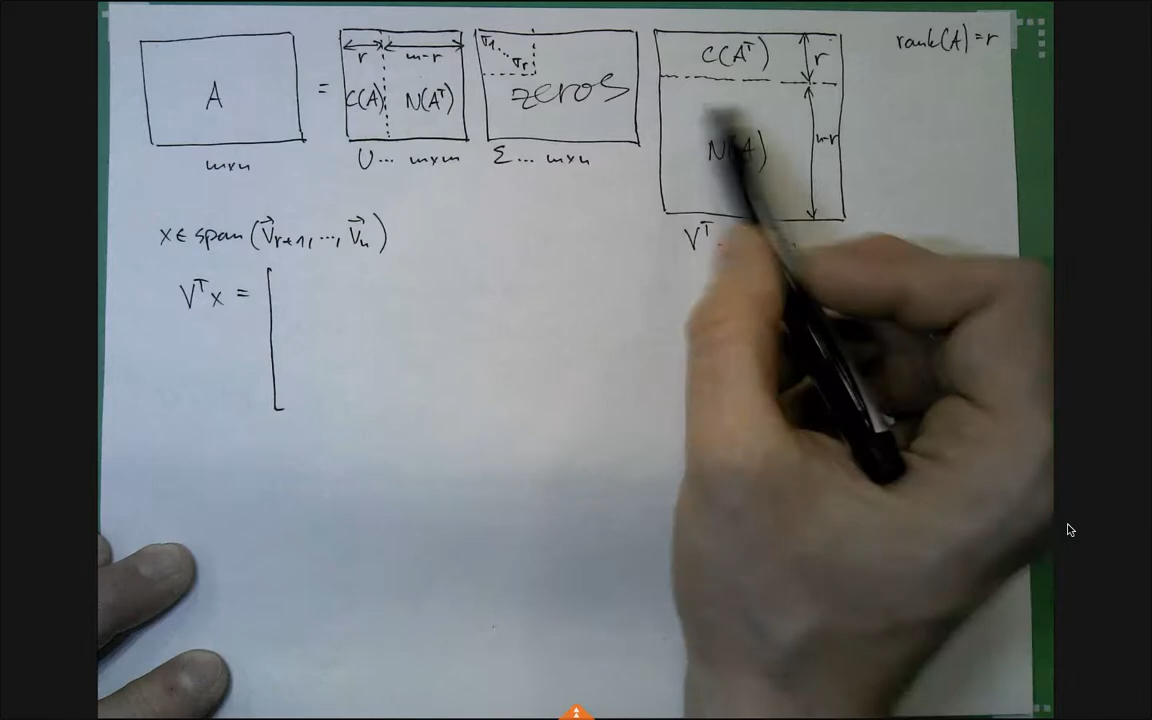 A = C(A) N(Aᵀ) σ₁ ⋱ σᵣ zeros C(Aᵀ) r rank(A)=r
r m-r
N(A) n-r
m×n U... m×m Σ... m×n
Vᵀ
x ∈ span(v⃗ᵣ₊₁,..., v⃗ₙ)
Vᵀx = [